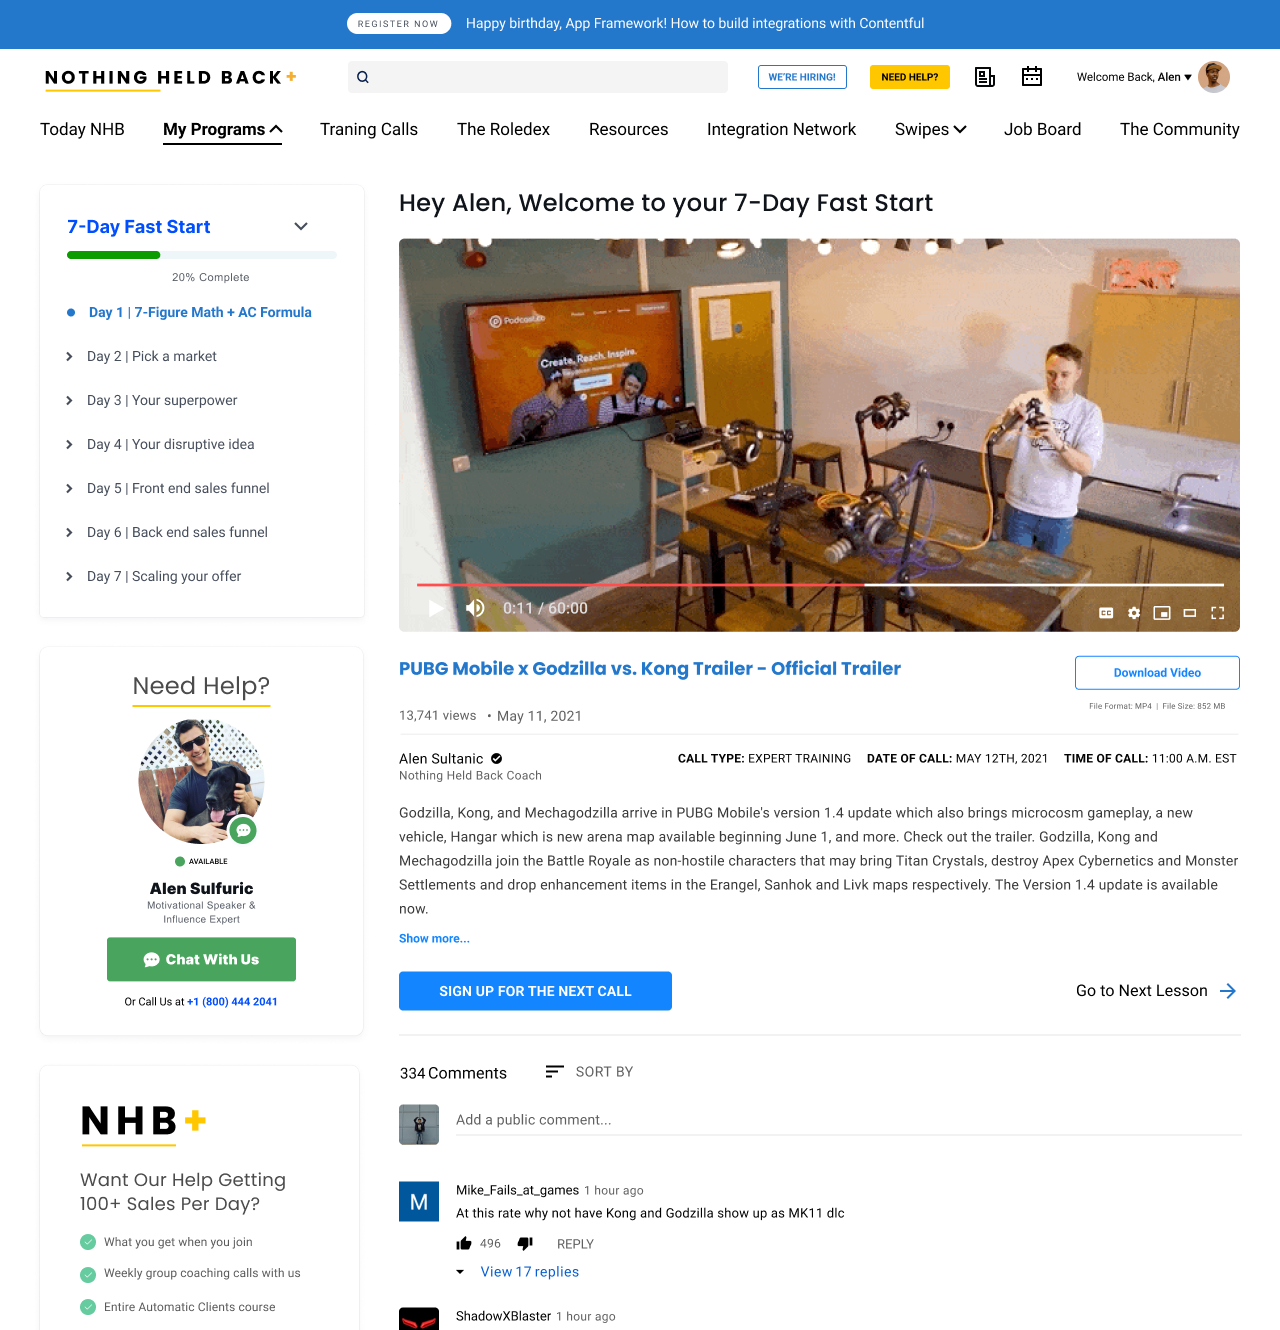 REGISTER NOW
Happy birthday, App Framework! How to build integrations with Contentful
NOTHING HELD BACK+
WE'RE HIRING!
NEED HELP?
Welcome Back, Alen
Today NHB
My Programs
Traning Calls
The Roledex
Resources
Integration Network
Swipes
Job Board
The Community
7-Day Fast Start
20% Complete
Day 1 | 7-Figure Math + AC Formula
Day 2 | Pick a market
Day 3 | Your superpower
Day 4 | Your disruptive idea
Day 5 | Front end sales funnel
Day 6 | Back end sales funnel
Day 7 | Scaling your offer
Need Help?
AVAILABLE
Alen Sulfuric
Motivational Speaker &
Influence Expert
Chat With Us
Or Call Us at +1 (800) 444 2041
NHB+
Want Our Help Getting
100+ Sales Per Day?
What you get when you join
Weekly group coaching calls with us
Entire Automatic Clients course
Hey Alen, Welcome to your 7-Day Fast Start
Podcast.co
Create. Reach. Inspire.
0:11 / 60:00
CC
PUBG Mobile x Godzilla vs. Kong Trailer - Official Trailer
Download Video
File Format: MP4 | File Size: 852 MB
13,741 views • May 11, 2021
Alen Sultanic
Nothing Held Back Coach
CALL TYPE: EXPERT TRAINING
DATE OF CALL: MAY 12TH, 2021
TIME OF CALL: 11:00 A.M. EST
Godzilla, Kong, and Mechagodzilla arrive in PUBG Mobile's version 1.4 update which also brings microcosm gameplay, a new
vehicle, Hangar which is new arena map available beginning June 1, and more. Check out the trailer. Godzilla, Kong and
Mechagodzilla join the Battle Royale as non-hostile characters that may bring Titan Crystals, destroy Apex Cybernetics and Monster
Settlements and drop enhancement items in the Erangel, Sanhok and Livk maps respectively. The Version 1.4 update is available
now.
Show more...
SIGN UP FOR THE NEXT CALL
Go to Next Lesson
334 Comments
SORT BY
Add a public comment...
M
Mike_Fails_at_games 1 hour ago
At this rate why not have Kong and Godzilla show up as MK11 dlc
496
REPLY
View 17 replies
ShadowXBlaster 1 hour ago